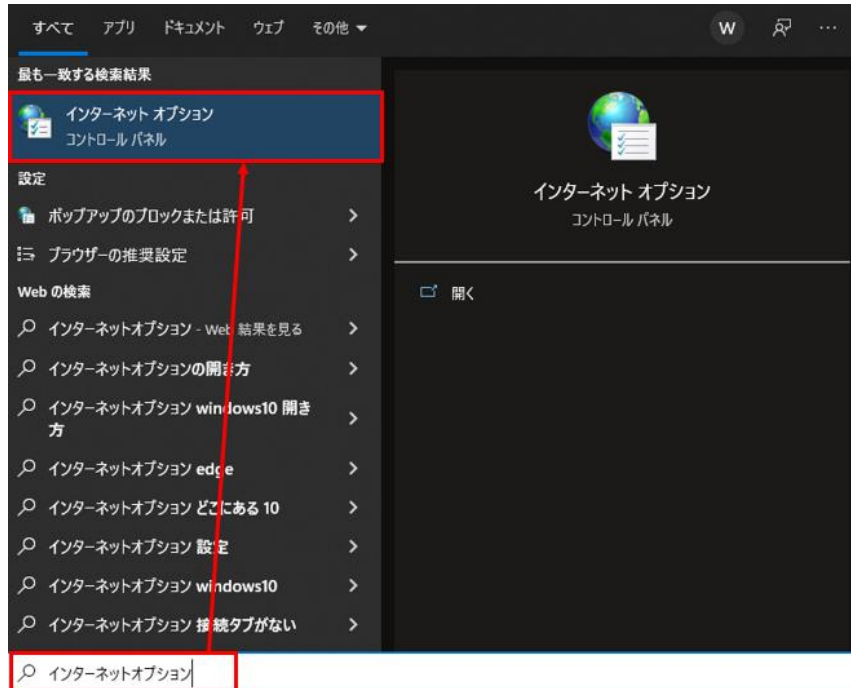 すべて アプリ ドキュメント ウェブ その他 W
最も一致する検索結果
インターネット オプション
コントロール パネル
設定
ポップアップのブロックまたは許可
ブラウザーの推奨設定
Web の検索
インターネットオプション - Web 結果を見る
インターネットオプションの開き方
インターネットオプション windows10 開き
方
インターネットオプション edge
インターネットオプション どこにある 10
インターネットオプション 設定
インターネットオプション windows10
インターネットオプション 接続タブがない
インターネットオプション
インターネット オプション
コントロール パネル
開く